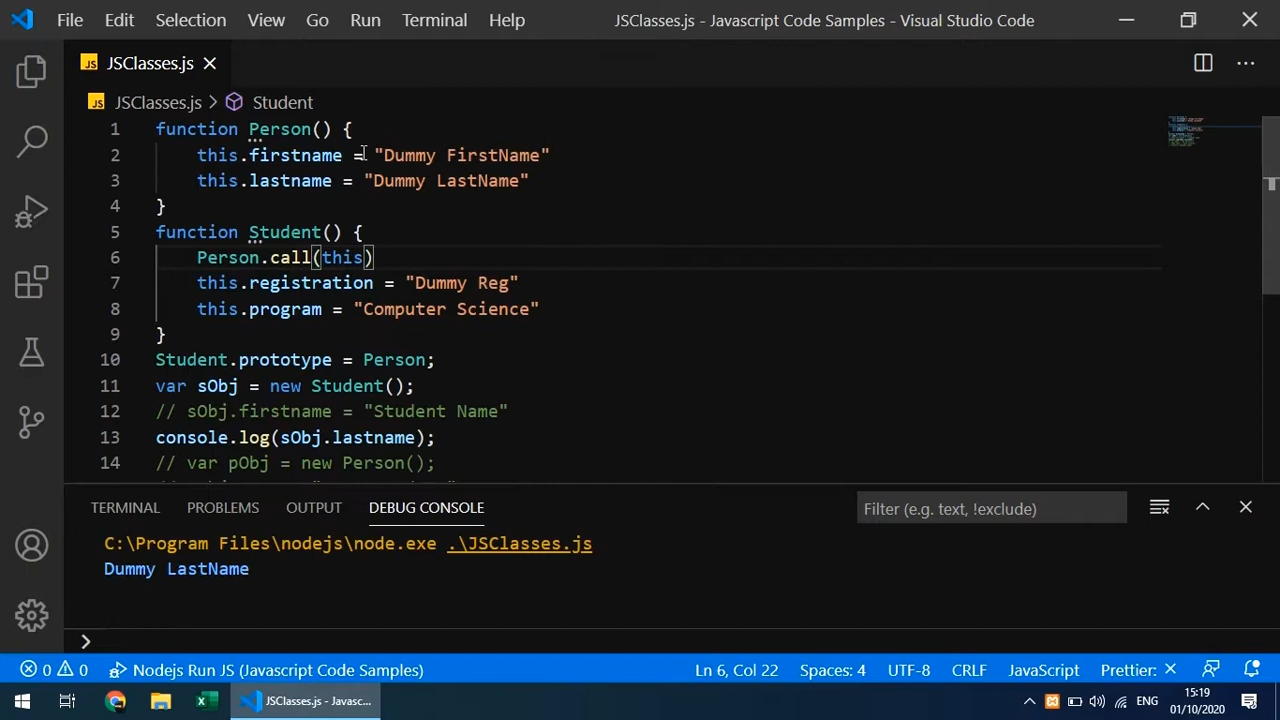 File Edit Selection View Go Run Terminal Help JSClasses.js - Javascript Code Samples - Visual Studio Code
JS JSClasses.js
JS JSClasses.js > Student
1 function Person() {
2     this.firstname = "Dummy FirstName"
3     this.lastname = "Dummy LastName"
4 }
5 function Student() {
6     Person.call(this)
7     this.registration = "Dummy Reg"
8     this.program = "Computer Science"
9 }
10 Student.prototype = Person;
11 var sObj = new Student();
12 // sObj.firstname = "Student Name"
13 console.log(sObj.lastname);
14 // var pObj = new Person();
TERMINAL PROBLEMS OUTPUT DEBUG CONSOLE Filter (e.g. text, !exclude)
C:\Program Files\nodejs\node.exe .\JSClasses.js
Dummy LastName
>
0 0 Nodejs Run JS (Javascript Code Samples) Ln 6, Col 22 Spaces: 4 UTF-8 CRLF JavaScript Prettier: ✕
JSClasses.js - Javasc... ENG 15:19
01/10/2020